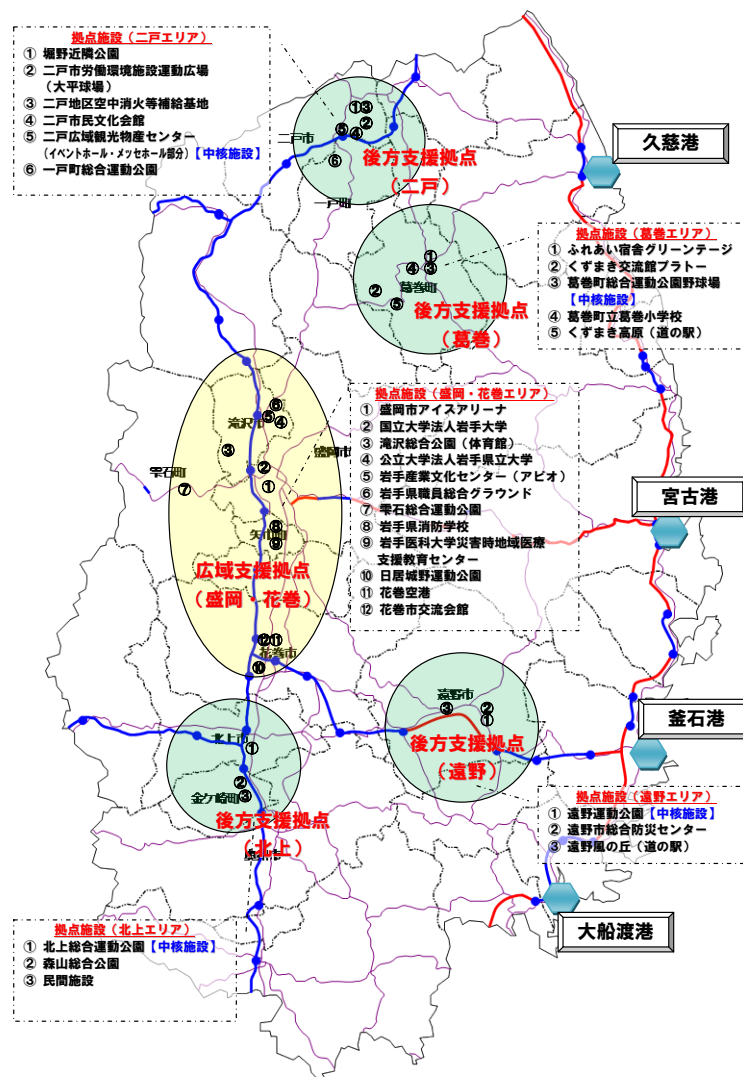 拠点施設(二戸エリア)
① 堀野近隣公園
② 二戸市労働環境施設運動広場
(大平球場)
③ 二戸地区空中消火等補給基地
④ 二戸市民文化会館
⑤ 二戸広域観光物産センター
(イベントホール・メッセホール部分)【中核施設】
⑥ 一戸町総合運動公園
①③
②
⑤④
⑥
二戸市
一戸町
後方支援拠点
(二戸)
久慈港
拠点施設(葛巻エリア)
① ふれあい宿舎グリーンテージ
② くずまき交流館プラトー
③ 葛巻町総合運動公園野球場
【中核施設】
④ 葛巻町立葛巻小学校
⑤ くずまき高原(道の駅)
①
④③
葛巻町
②
⑤
後方支援拠点
(葛巻)
拠点施設(盛岡・花巻エリア)
① 盛岡市アイスアリーナ
② 国立大学法人岩手大学
③ 滝沢総合公園(体育館)
④ 公立大学法人岩手県立大学
⑤ 岩手産業文化センター(アピオ)
⑥ 岩手県職員総合グラウンド
⑦ 雫石総合運動公園
⑧ 岩手県消防学校
⑨ 岩手医科大学災害時地域医療
支援教育センター
⑩ 日居城野運動公園
⑪ 花巻空港
⑫ 花巻市交流会館
⑥
滝沢市
⑤④
③
盛岡市
②
雫石町
⑦
①
⑧
矢巾町
⑨
広域支援拠点
(盛岡・花巻)
⑫⑪
花巻市
⑩
宮古港
釜石港
遠野市
③
②
①
後方支援拠点
(遠野)
北上市
①
②
金ケ崎町
③
後方支援拠点
(北上)
拠点施設(遠野エリア)
① 遠野運動公園【中核施設】
② 遠野市総合防災センター
③ 遠野風の丘(道の駅)
大船渡港
拠点施設(北上エリア)
① 北上総合運動公園【中核施設】
② 森山総合公園
③ 民間施設